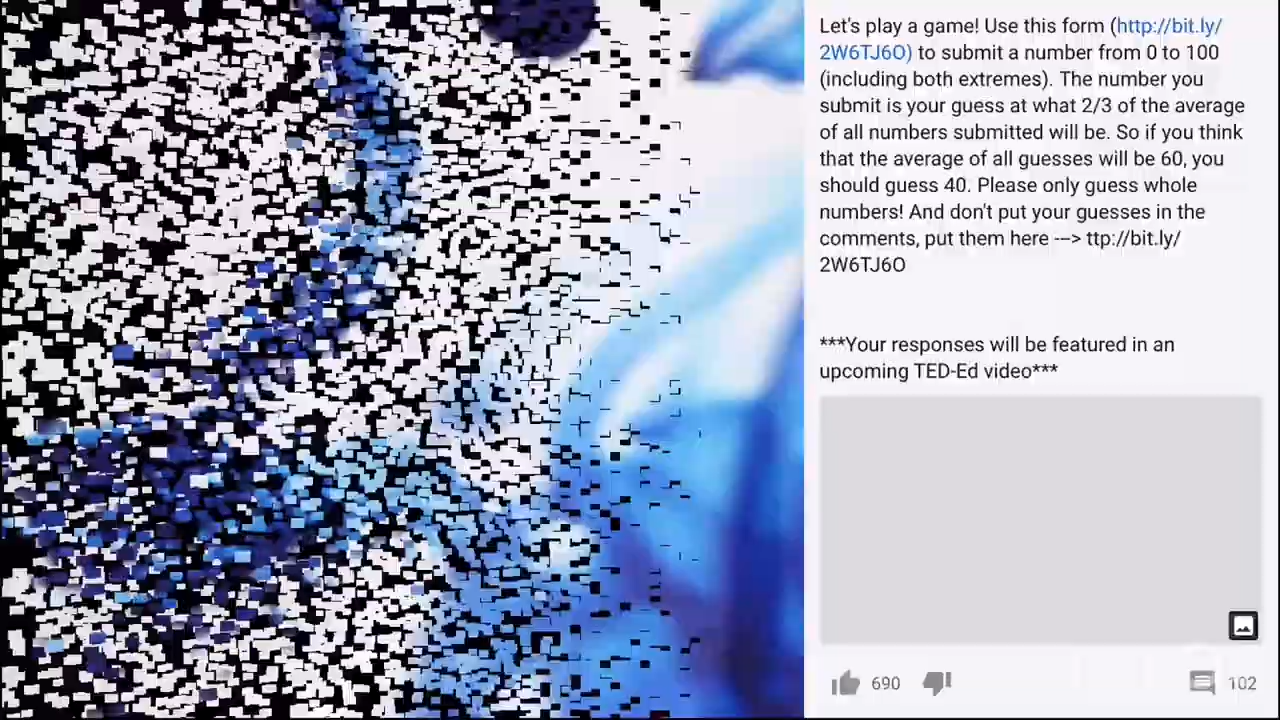 Let's play a game! Use this form (http://bit.ly/
2W6TJ6O) to submit a number from 0 to 100
(including both extremes). The number you
submit is your guess at what 2/3 of the average
of all numbers submitted will be. So if you think
that the average of all guesses will be 60, you
should guess 40. Please only guess whole
numbers! And don't put your guesses in the
comments, put them here ---> ttp://bit.ly/
2W6TJ6O
***Your responses will be featured in an
upcoming TED-Ed video***
690
102